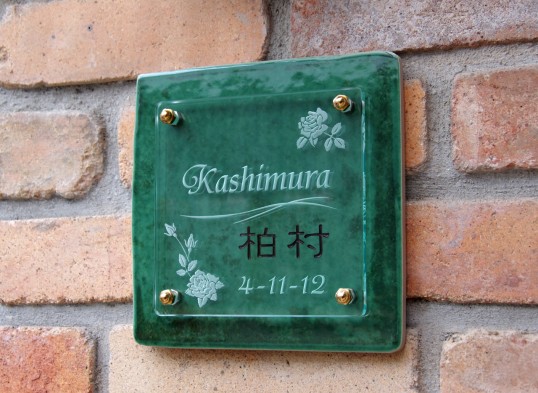 Kashimura
柏村
4-11-12